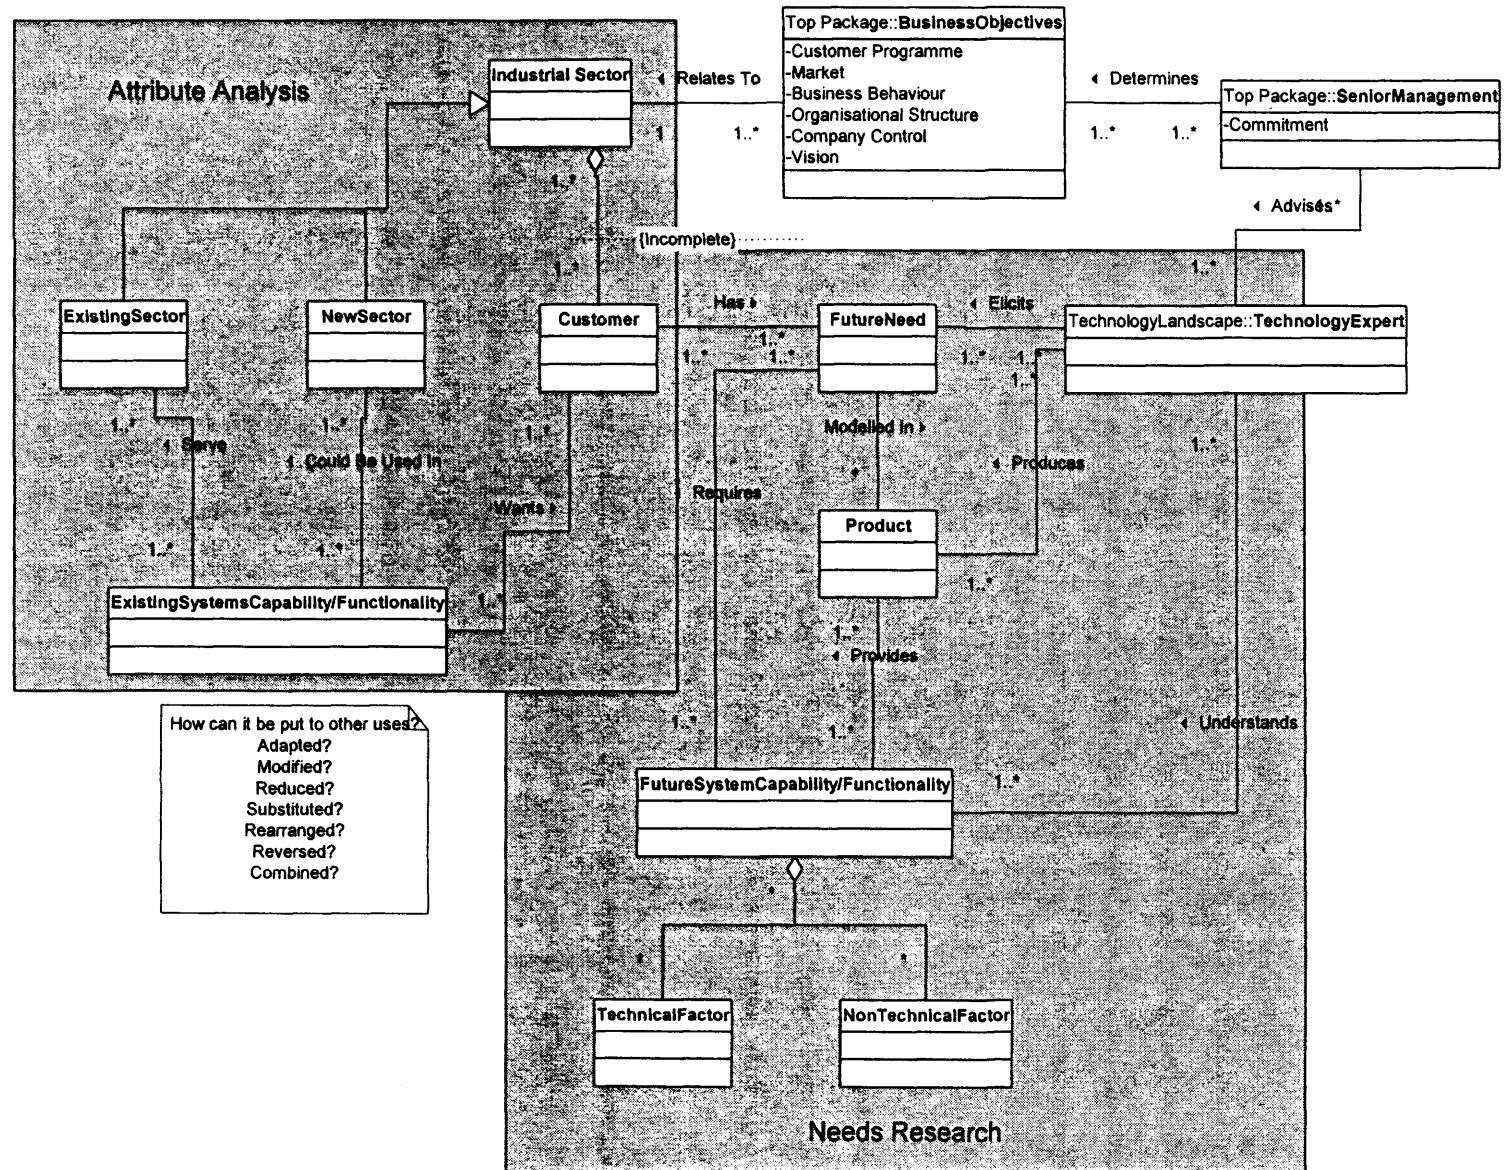 Top Package::BusinessObjectives
-Customer Programme
-Market
-Business Behaviour
-Organisational Structure
-Company Control
-Vision
Attribute Analysis
Industrial Sector
◂ Relates To
1
1..*
◂ Determines
1..*
1..*
Top Package::SeniorManagement
-Commitment
◂ Advises*
1..*
1..*
{Incomplete}
1..*
1..*
ExistingSector
NewSector
Customer
Has ▸
1..*
1..*
1..*
FutureNeed
◂ Elicits
1..*
1..*
1..*
TechnologyLandscape::TechnologyExpert
1..*
◂ Serve
1..*
1..*
◂ Could Be Used In
1..*
1..*
Wants ▸
1..*
◂ Requires
Modelled In ▸
*
◂ Produces
1..*
Product
1..*
ExistingSystemsCapability/Functionality
1..*
◂ Provides
How can it be put to other uses?
Adapted?
Modified?
Reduced?
Substituted?
Rearranged?
Reversed?
Combined?
1..*
1..*
◂ Understands
FutureSystemCapability/Functionality
1..*
*
*
*
TechnicalFactor
NonTechnicalFactor
Needs Research